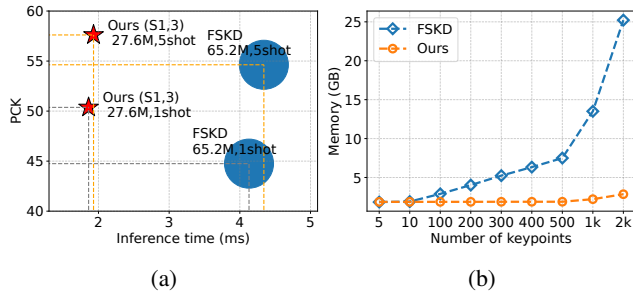 60
55
50
45
40
PCK
Ours (S1,3)
27.6M,5shot
FSKD
65.2M,5shot
Ours (S1,3)
27.6M,1shot
FSKD
65.2M,1shot
2
3
4
5
Inference time (ms)
(a)
25
20
15
10
5
Memory (GB)
FSKD
Ours
5
10
100
200
300
400
500
1k
2k
Number of keypoints
(b)